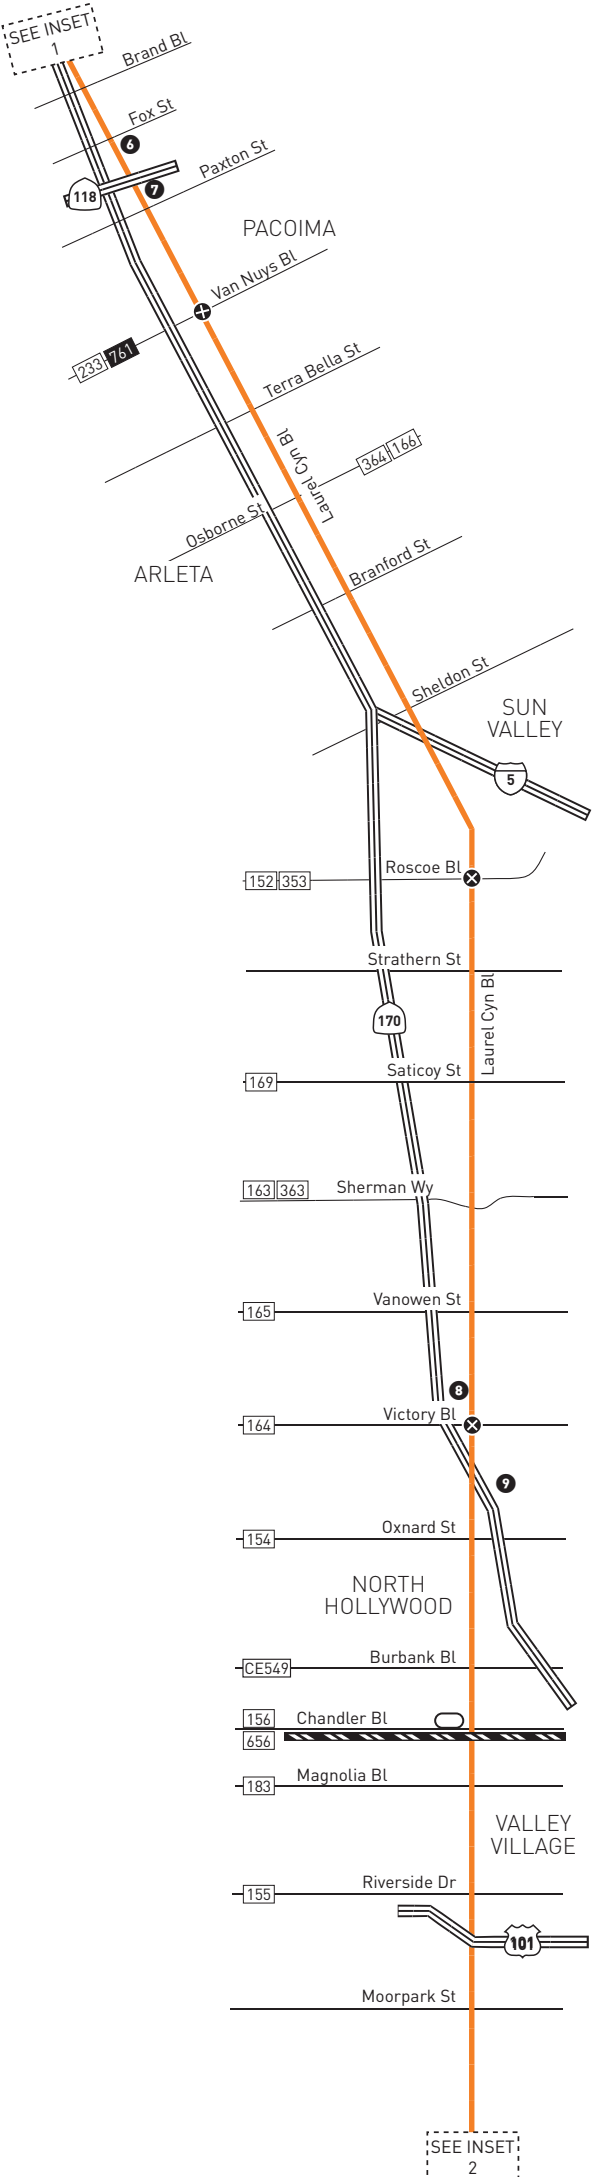 SEE INSET
1
Brand Bl
Fox St
6
Paxton St
118
7
PACOIMA
Van Nuys Bl
233 761
Terra Bella St
Laurel Cyn Bl
364 166
Laurel Cyn Bl
Osborne St
ARLETA
Branford St
Sheldon St
SUN
VALLEY
5
Roscoe Bl
152 353
Strathern St
Laurel Cyn Bl
170
Saticoy St
169
163 363 Sherman Wy
Vanowen St
165
8
Victory Bl
164
9
Oxnard St
154
NORTH
HOLLYWOOD
Burbank Bl
CE549
156 Chandler Bl
656
Magnolia Bl
183
VALLEY
VILLAGE
Riverside Dr
155
101
Moorpark St
SEE INSET
2